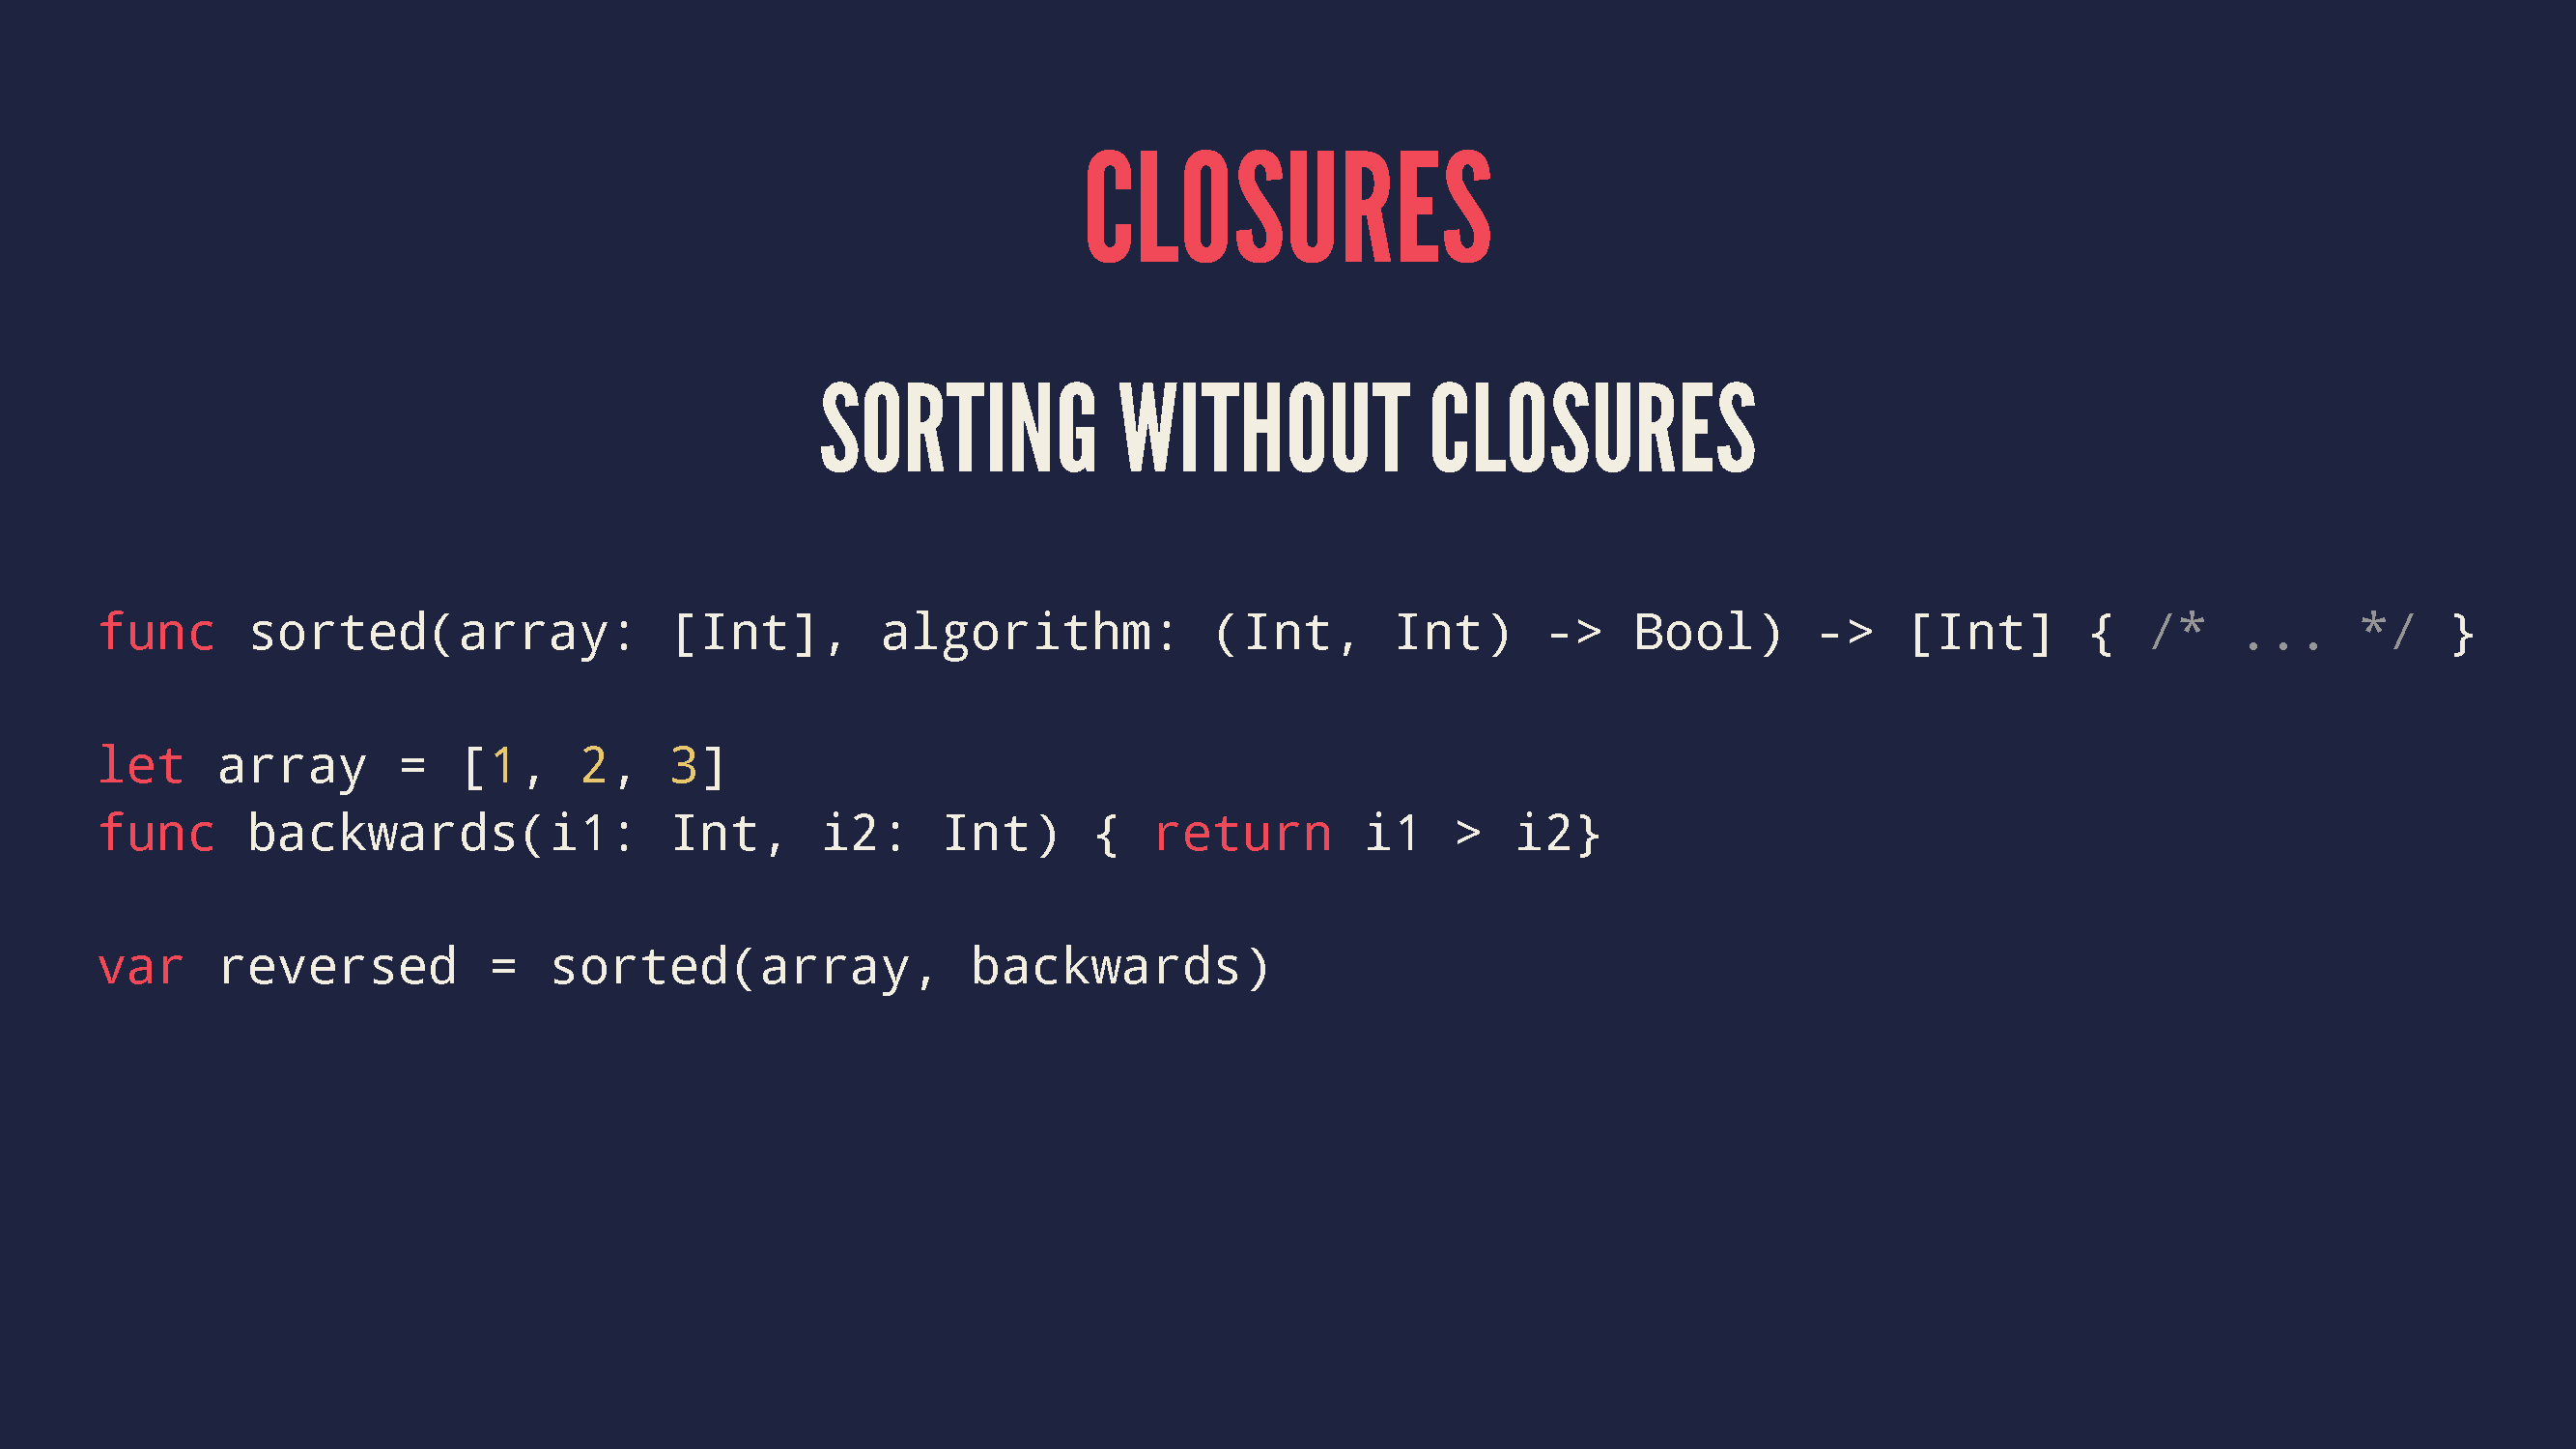 CLOSURES
SORTING WITHOUT CLOSURES
func sorted(array: [Int], algorithm: (Int, Int) -> Bool) -> [Int] { /* ... */ }
let array = [1, 2, 3]
func backwards(i1: Int, i2: Int) { return i1 > i2}
var reversed = sorted(array, backwards)